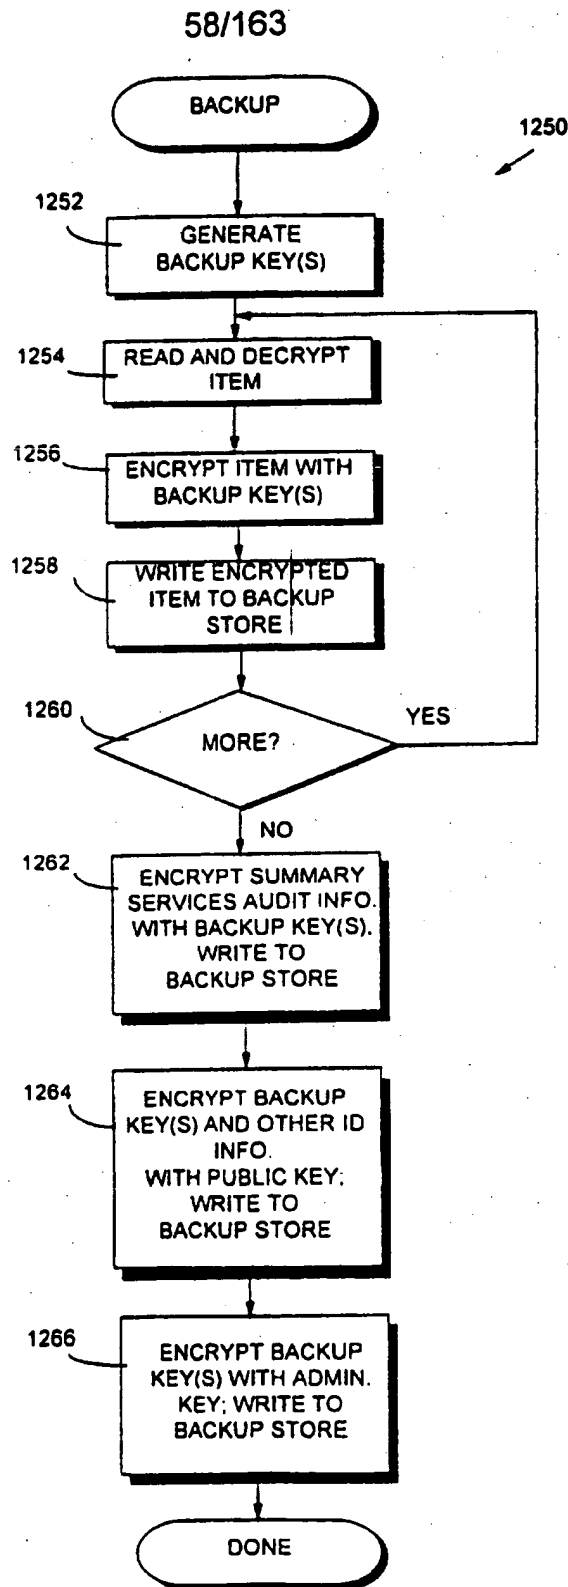 58/163
BACKUP
1250
1252
GENERATE
BACKUP KEY(S)
1254
READ AND DECRYPT
ITEM
1256
ENCRYPT ITEM WITH
BACKUP KEY(S)
1258
WRITE ENCRYPTED
ITEM TO BACKUP
STORE
1260
MORE?
YES
NO
1262
ENCRYPT SUMMARY
SERVICES AUDIT INFO.
WITH BACKUP KEY(S).
WRITE TO
BACKUP STORE
1264
ENCRYPT BACKUP
KEY(S) AND OTHER ID
INFO.
WITH PUBLIC KEY;
WRITE TO
BACKUP STORE
1266
ENCRYPT BACKUP
KEY(S) WITH ADMIN.
KEY; WRITE TO
BACKUP STORE
DONE